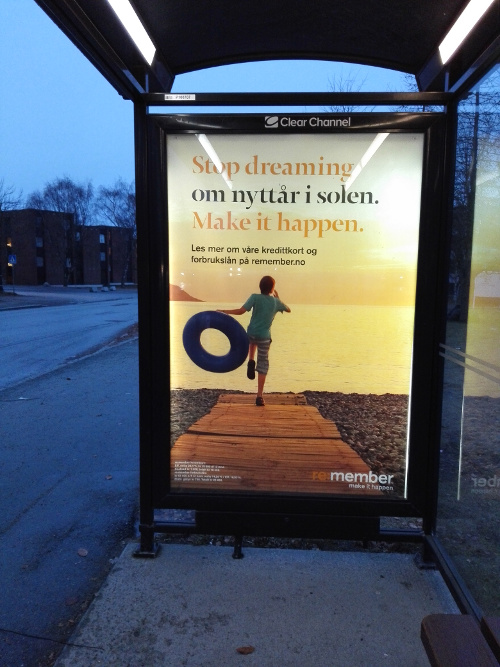 Clear Channel
Stop dreaming
om nyttår i solen.
Make it happen.
Les mer om våre kredittkort og
forbrukslån på remember.no
remember
make it happen